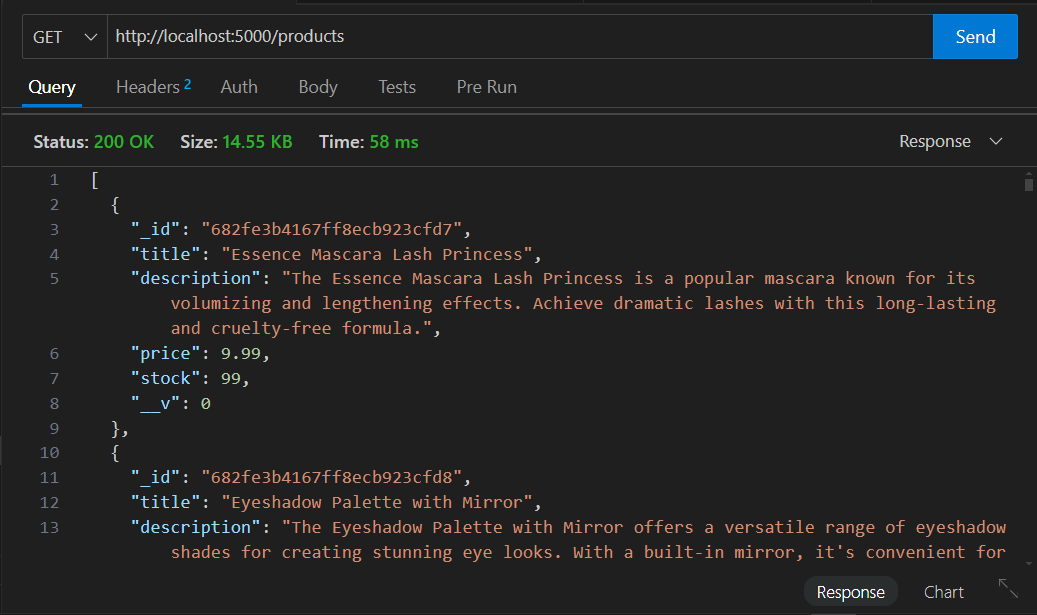 GET http://localhost:5000/products Send
Query Headers 2 Auth Body Tests Pre Run
Status: 200 OK Size: 14.55 KB Time: 58 ms Response
1 [
2 {
3 "_id": "682fe3b4167ff8ecb923cfd7",
4 "title": "Essence Mascara Lash Princess",
5 "description": "The Essence Mascara Lash Princess is a popular mascara known for its
volumizing and lengthening effects. Achieve dramatic lashes with this long-lasting
and cruelty-free formula.",
6 "price": 9.99,
7 "stock": 99,
8 "__v": 0
9 },
10 {
11 "_id": "682fe3b4167ff8ecb923cfd8",
12 "title": "Eyeshadow Palette with Mirror",
13 "description": "The Eyeshadow Palette with Mirror offers a versatile range of eyeshadow
shades for creating stunning eye looks. With a built-in mirror, it's convenient for
Response Chart